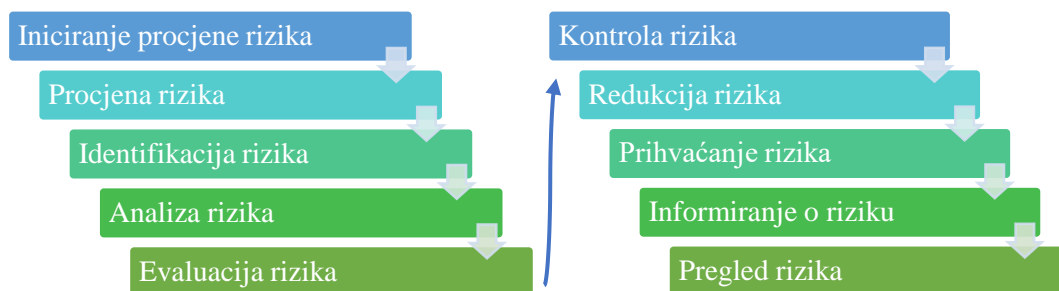 Iniciranje procjene rizika
Procjena rizika
Identifikacija rizika
Analiza rizika
Evaluacija rizika
Kontrola rizika
Redukcija rizika
Prihvaćanje rizika
Informiranje o riziku
Pregled rizika